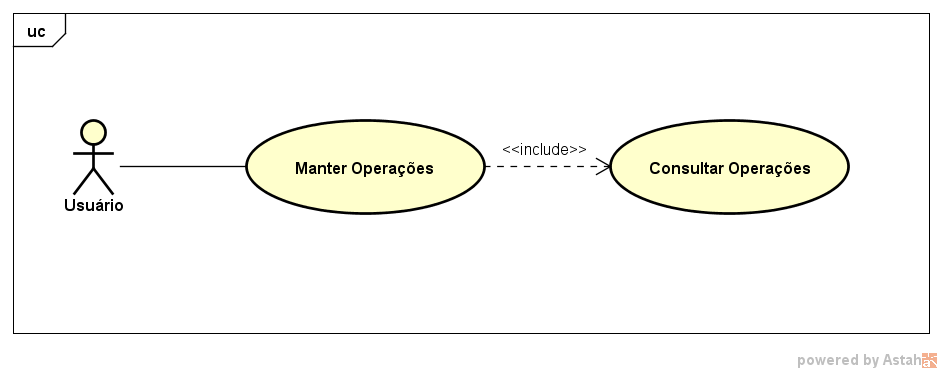 uc
<<include>>
Manter Operações
Consultar Operações
Usuário
powered by Astah